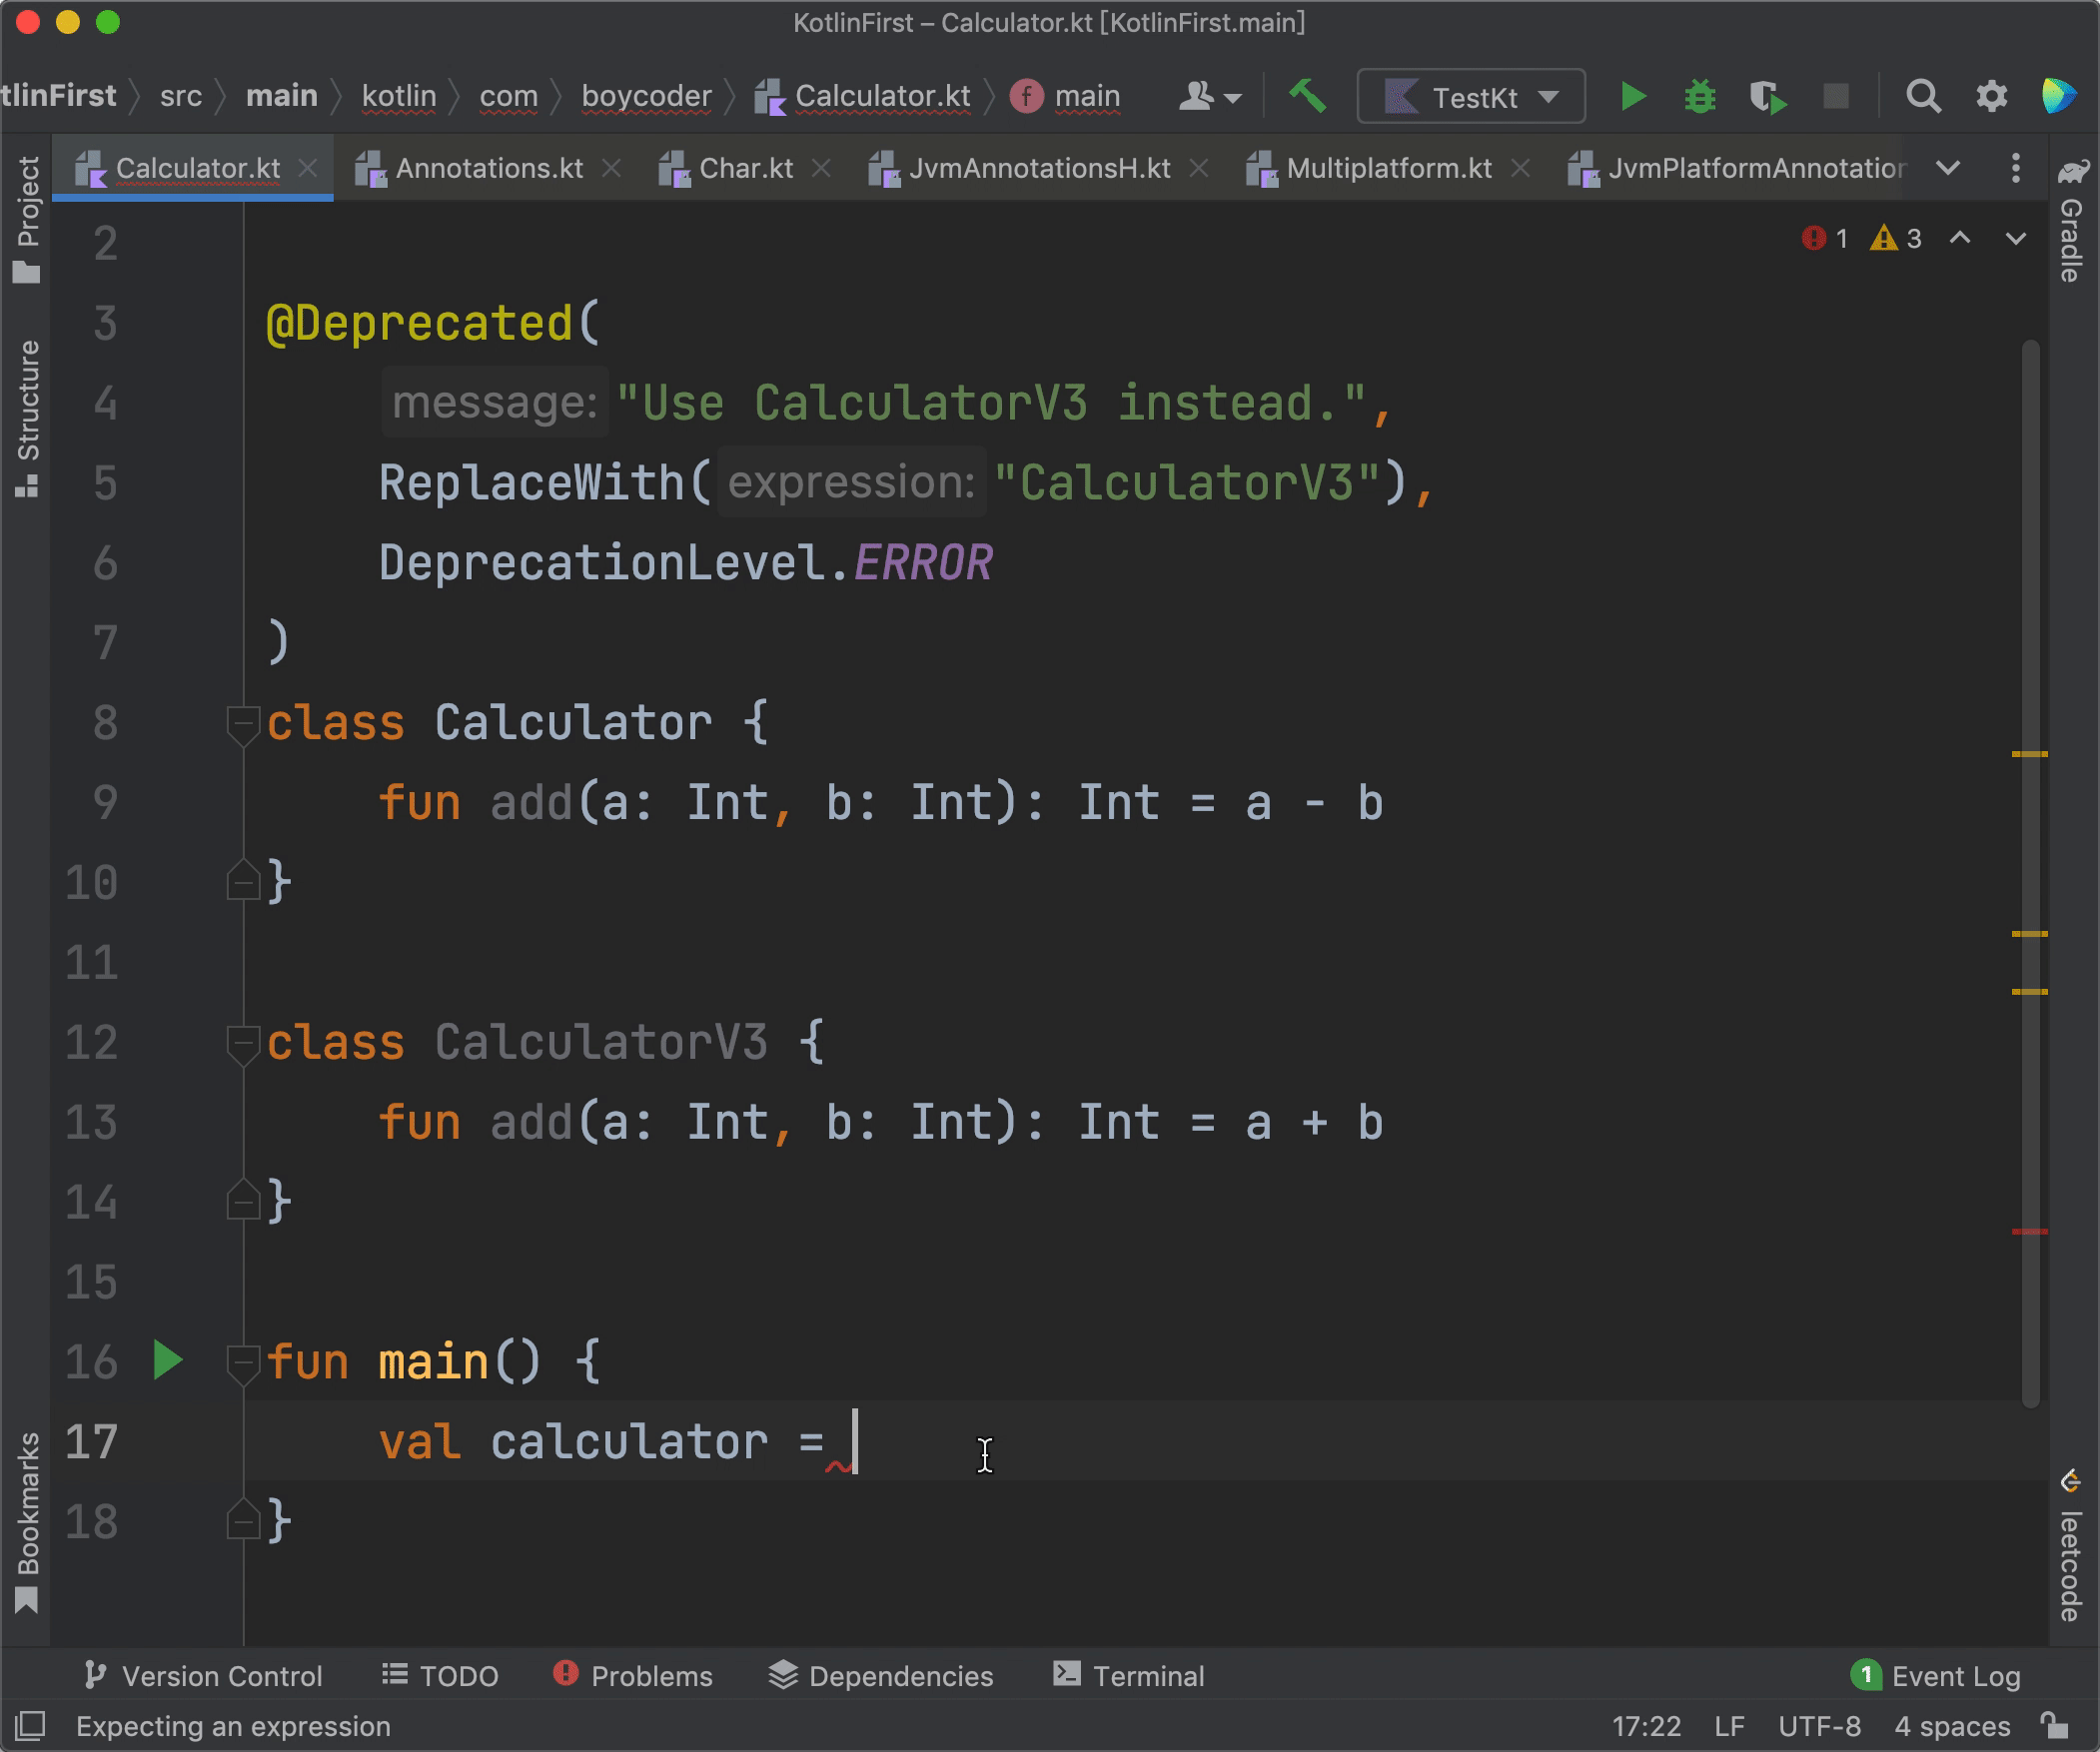 KotlinFirst – Calculator.kt [KotlinFirst.main]
tlinFirst src main kotlin com boycoder Calculator.kt f main TestKt
Calculator.kt Annotations.kt Char.kt JvmAnnotationsH.kt Multiplatform.kt JvmPlatformAnnotation
Project
Structure
Bookmarks
Gradle
leetcode
1 3
2
3 @Deprecated(
4 message: "Use CalculatorV3 instead.",
5 ReplaceWith( expression: "CalculatorV3"),
6 DeprecationLevel.ERROR
7 )
8 class Calculator {
9 fun add(a: Int, b: Int): Int = a - b
10 }
11
12 class CalculatorV3 {
13 fun add(a: Int, b: Int): Int = a + b
14 }
15
16 fun main() {
17 val calculator =
18 }
Version Control TODO Problems Dependencies Terminal 1 Event Log
Expecting an expression 17:22 LF UTF-8 4 spaces